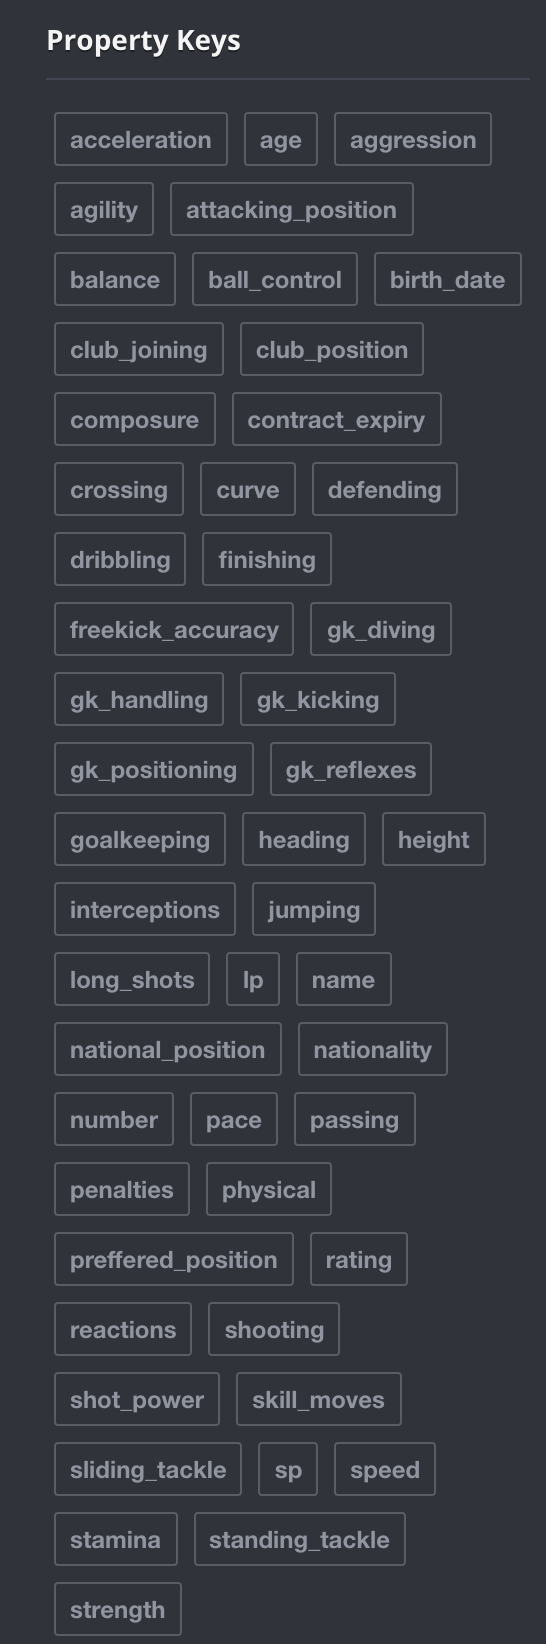 Property Keys
acceleration age aggression
agility attacking_position
balance ball_control birth_date
club_joining club_position
composure contract_expiry
crossing curve defending
dribbling finishing
freekick_accuracy gk_diving
gk_handling gk_kicking
gk_positioning gk_reflexes
goalkeeping heading height
interceptions jumping
long_shots lp name
national_position nationality
number pace passing
penalties physical
preffered_position rating
reactions shooting
shot_power skill_moves
sliding_tackle sp speed
stamina standing_tackle
strength